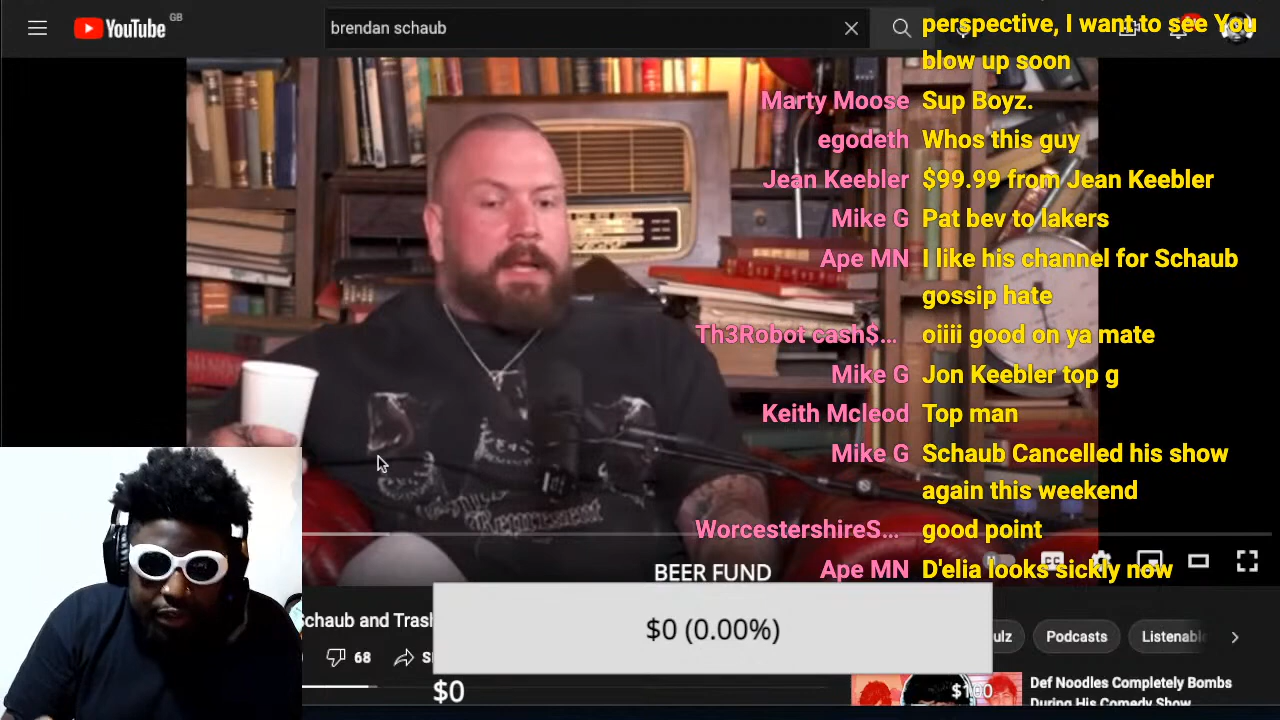 YouTube GB
brendan schaub
perspective, I want to see You
blow up soon
Marty Moose Sup Boyz.
egodeth Whos this guy
Jean Keebler $99.99 from Jean Keebler
Mike G Pat bev to lakers
Ape MN I like his channel for Schaub
gossip hate
Th3Robot cash$... oiiii good on ya mate
Mike G Jon Keebler top g
Keith Mcleod Top man
Mike G Schaub Cancelled his show
again this weekend
WorcestershireS... good point
Ape MN D'elia looks sickly now
BEER FUND
$0 (0.00%)
$0 $100
Schaub and Trash
68
ulz Podcasts Listenable
Def Noodles Completely Bombs
During His Comedy Show